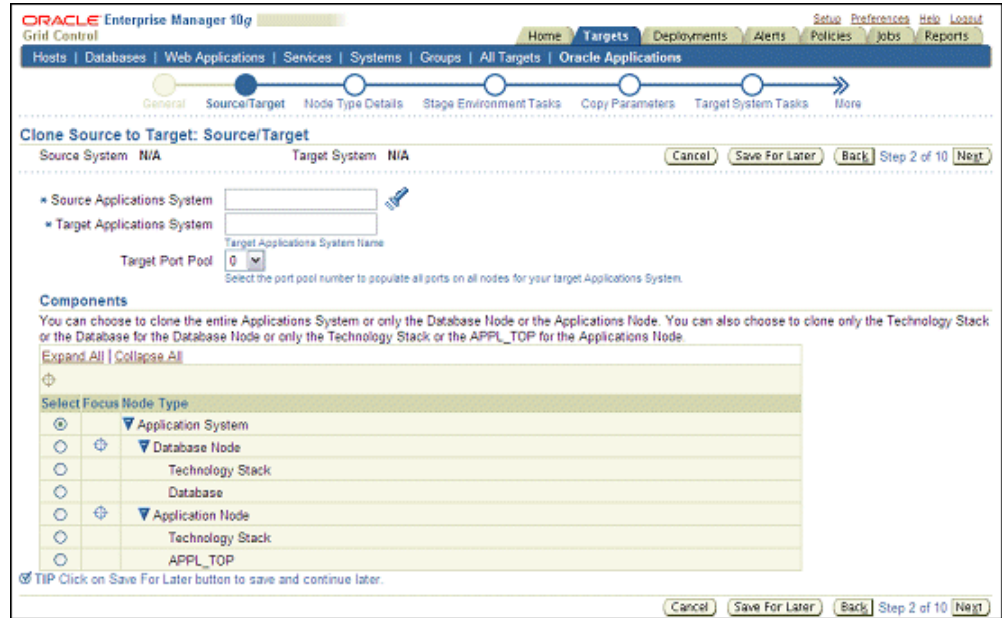 ORACLE Enterprise Manager 10g
Grid Control
Setup Preferences Help Logout
Home Targets Deployments Alerts Policies Jobs Reports
Hosts | Databases | Web Applications | Services | Systems | Groups | All Targets | Oracle Applications
General Source/Target Node Type Details Stage Environment Tasks Copy Parameters Target System Tasks More
Clone Source to Target: Source/Target
Source System N/A Target System N/A Cancel Save For Later Back Step 2 of 10 Next
* Source Applications System
* Target Applications System
Target Applications System Name
Target Port Pool 0
Select the port pool number to populate all ports on all nodes for your target Applications System.
Components
You can choose to clone the entire Applications System or only the Database Node or the Applications Node. You can also choose to clone only the Technology Stack
or the Database for the Database Node or only the Technology Stack or the APPL_TOP for the Applications Node.
Expand All | Collapse All
Select Focus Node Type
Application System
Database Node
Technology Stack
Database
Application Node
Technology Stack
APPL_TOP
TIP Click on Save For Later button to save and continue later.
Cancel Save For Later Back Step 2 of 10 Next